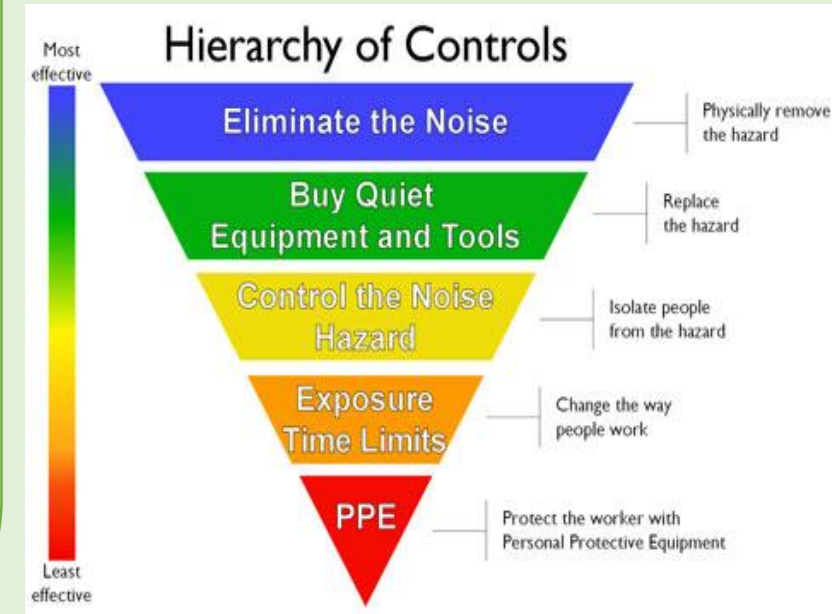 Hierarchy of Controls
Most
effective
Eliminate the Noise
Physically remove
the hazard
Buy Quiet
Equipment and Tools
Replace
the hazard
Control the Noise
Hazard
Isolate people
from the hazard
Exposure
Time Limits
Change the way
people work
PPE
Protect the worker with
Personal Protective Equipment
Least
effective